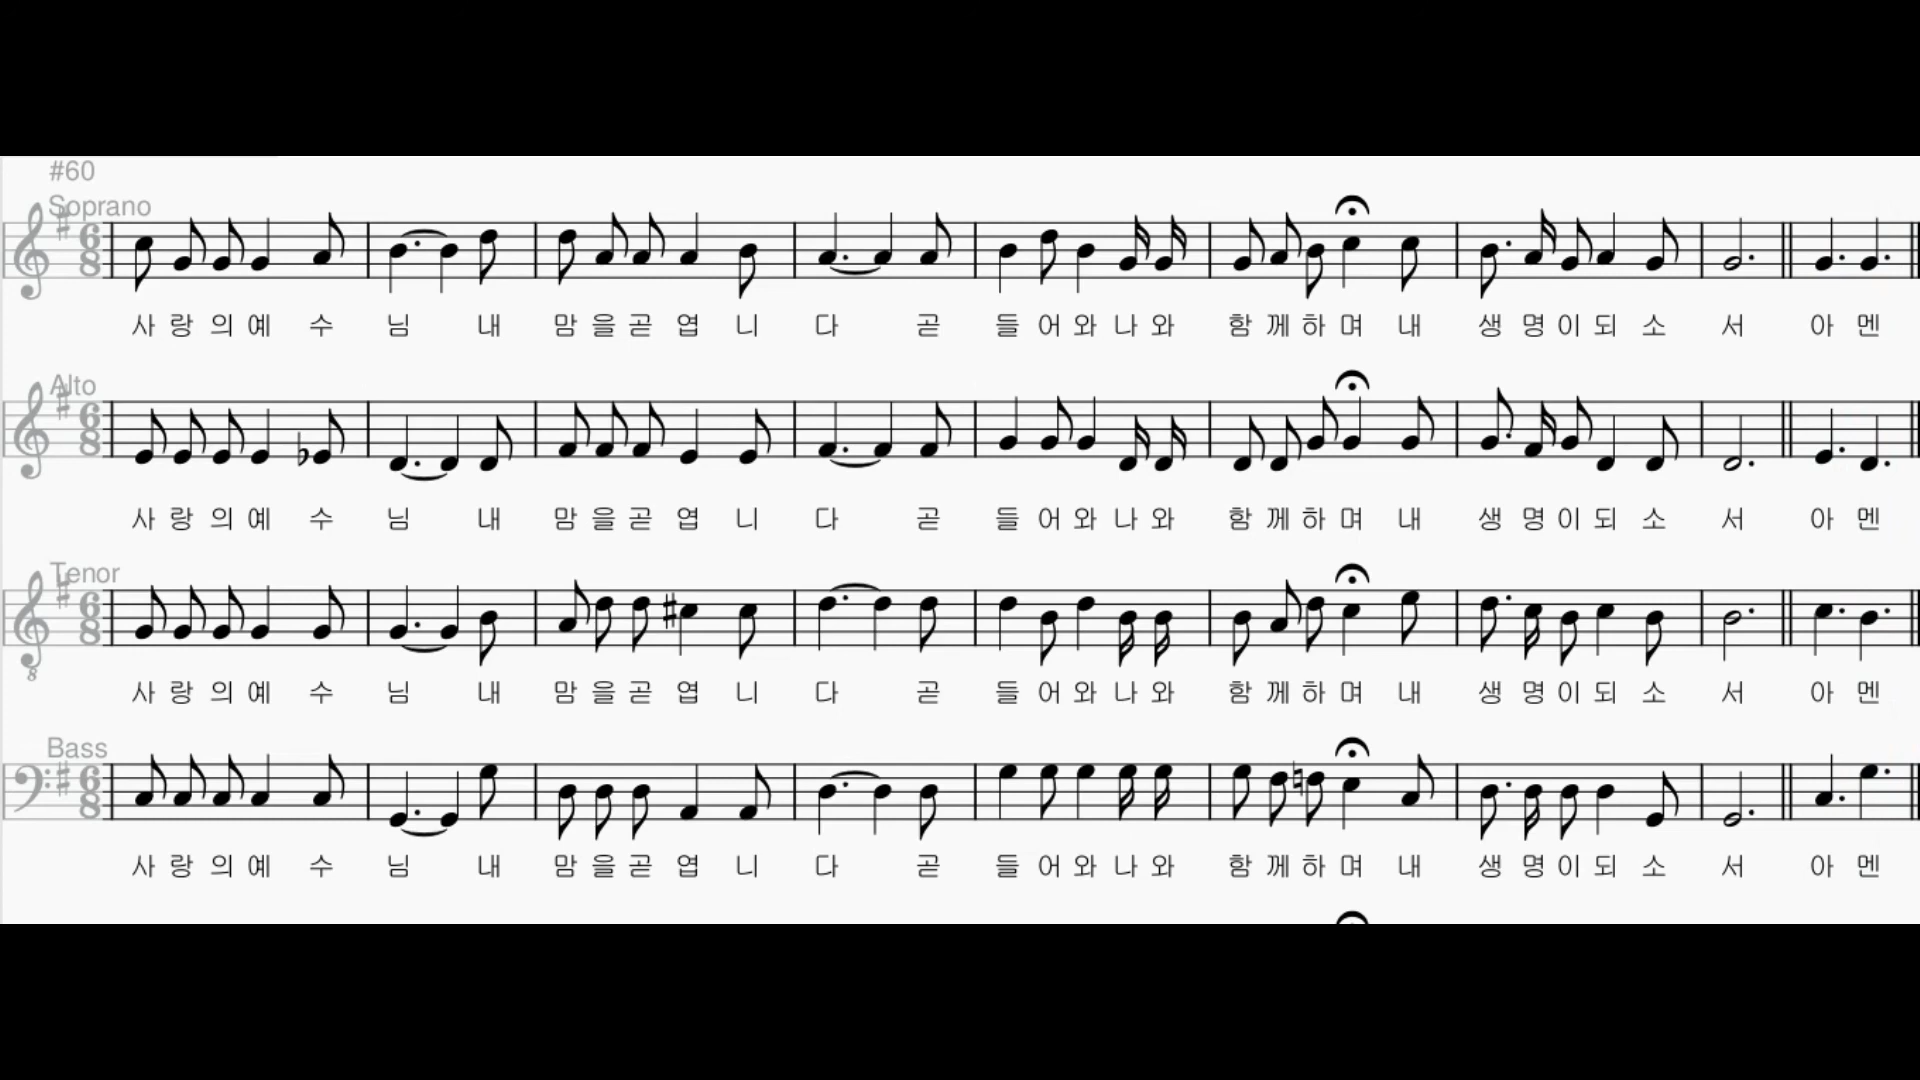 #60
Soprano
사 랑 의 예 수 님 내 맘 을 곧 엽 니 다 곧 들 어 와 나 와 함 께 하 며 내 생 명 이 되 소 서 아 멘
Alto
사 랑 의 예 수 님 내 맘 을 곧 엽 니 다 곧 들 어 와 나 와 함 께 하 며 내 생 명 이 되 소 서 아 멘
Tenor
사 랑 의 예 수 님 내 맘 을 곧 엽 니 다 곧 들 어 와 나 와 함 께 하 며 내 생 명 이 되 소 서 아 멘
Bass
사 랑 의 예 수 님 내 맘 을 곧 엽 니 다 곧 들 어 와 나 와 함 께 하 며 내 생 명 이 되 소 서 아 멘